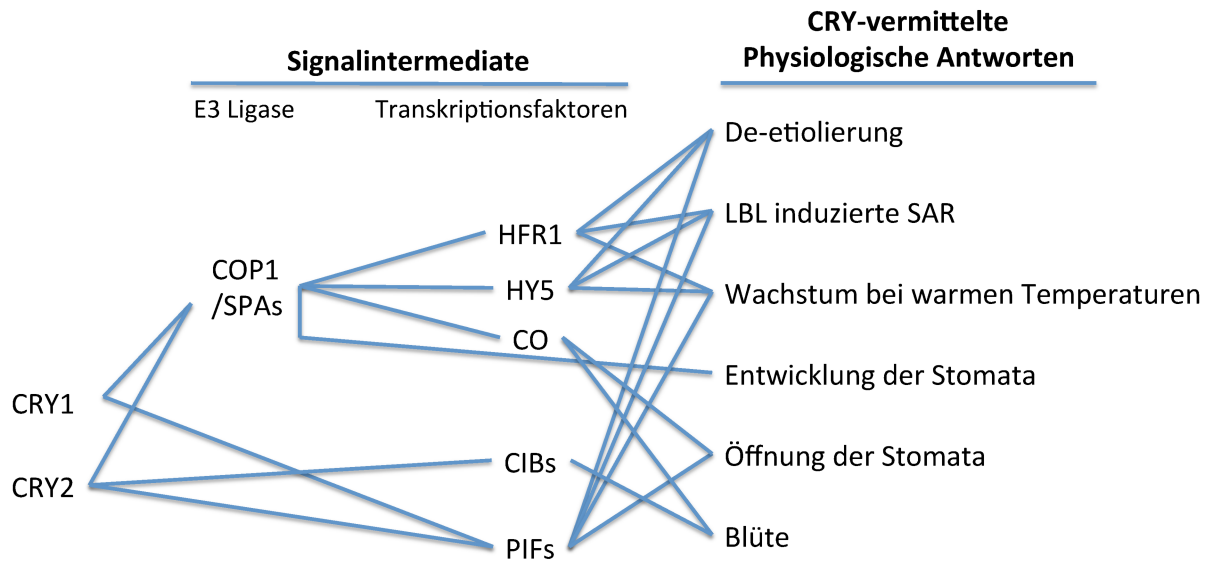 CRY-vermittelte
Physiologische Antworten
Signalintermediate
E3 Ligase
Transkriptionsfaktoren
De-etiolierung
LBL induzierte SAR
HFR1
COP1
/SPAs
HY5
Wachstum bei warmen Temperaturen
CO
Entwicklung der Stomata
CRY1
CIBs
Öffnung der Stomata
CRY2
PIFs
Blüte